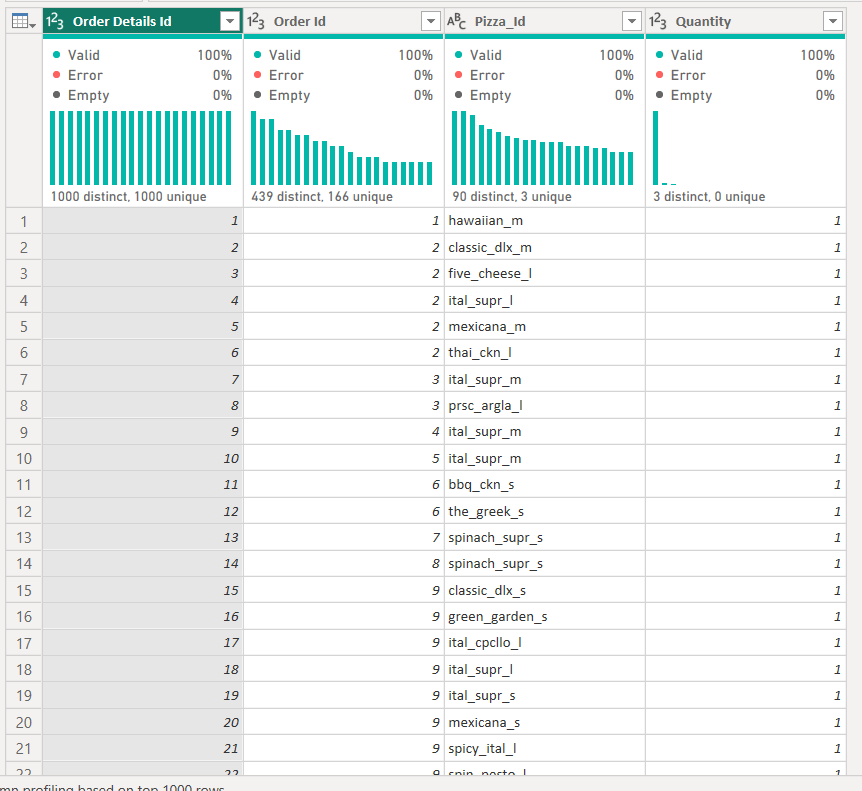 1²3 Order Details Id 1²3 Order Id ABC Pizza_Id 1²3 Quantity
Valid 100% Valid 100% Valid 100% Valid 100%
Error 0% Error 0% Error 0% Error 0%
Empty 0% Empty 0% Empty 0% Empty 0%
1000 distinct, 1000 unique 439 distinct, 166 unique 90 distinct, 3 unique 3 distinct, 0 unique
1 1 1 hawaiian_m 1
2 2 2 classic_dlx_m 1
3 3 2 five_cheese_l 1
4 4 2 ital_supr_l 1
5 5 2 mexicana_m 1
6 6 2 thai_ckn_l 1
7 7 3 ital_supr_m 1
8 8 3 prsc_argla_l 1
9 9 4 ital_supr_m 1
10 10 5 ital_supr_m 1
11 11 6 bbq_ckn_s 1
12 12 6 the_greek_s 1
13 13 7 spinach_supr_s 1
14 14 8 spinach_supr_s 1
15 15 9 classic_dlx_s 1
16 16 9 green_garden_s 1
17 17 9 ital_cpcllo_l 1
18 18 9 ital_supr_l 1
19 19 9 ital_supr_s 1
20 20 9 mexicana_s 1
21 21 9 spicy_ital_l 1
22 22 9 spin_pesto_l 1
mn profiling based on top 1000 rows